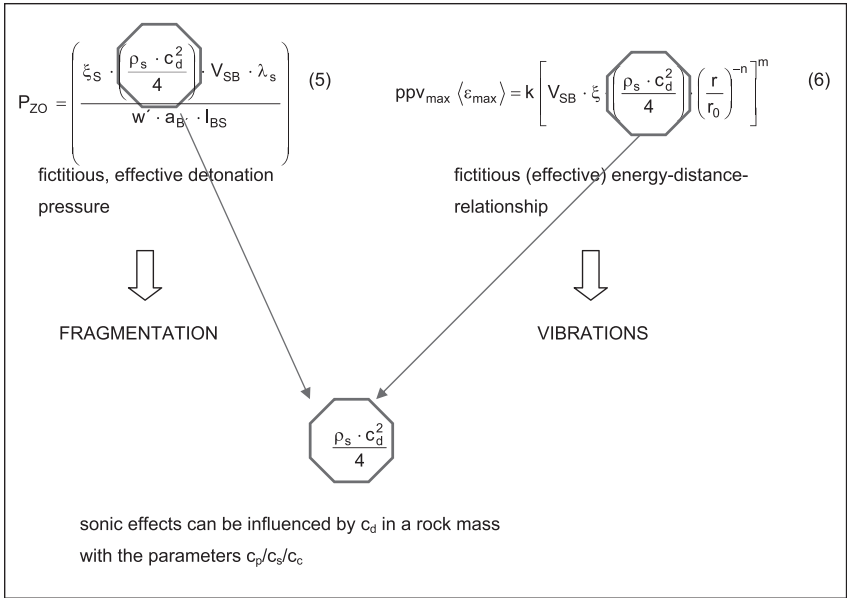 P_ZO = ( ξ_S · ( ρ_s · c_d^2 / 4 ) · V_SB · λ_s / w´ · a_B · l_BS ) (5)
fictitious, effective detonation
pressure
FRAGMENTATION
ppv_max ⟨ε_max⟩ = k [ V_SB · ξ ( ρ_s · c_d^2 / 4 ) · ( r / r_0 )^–n ]^m (6)
fictitious (effective) energy-distance-
relationship
VIBRATIONS
ρ_s · c_d^2 / 4
sonic effects can be influenced by c_d in a rock mass
with the parameters c_p/c_s/c_c